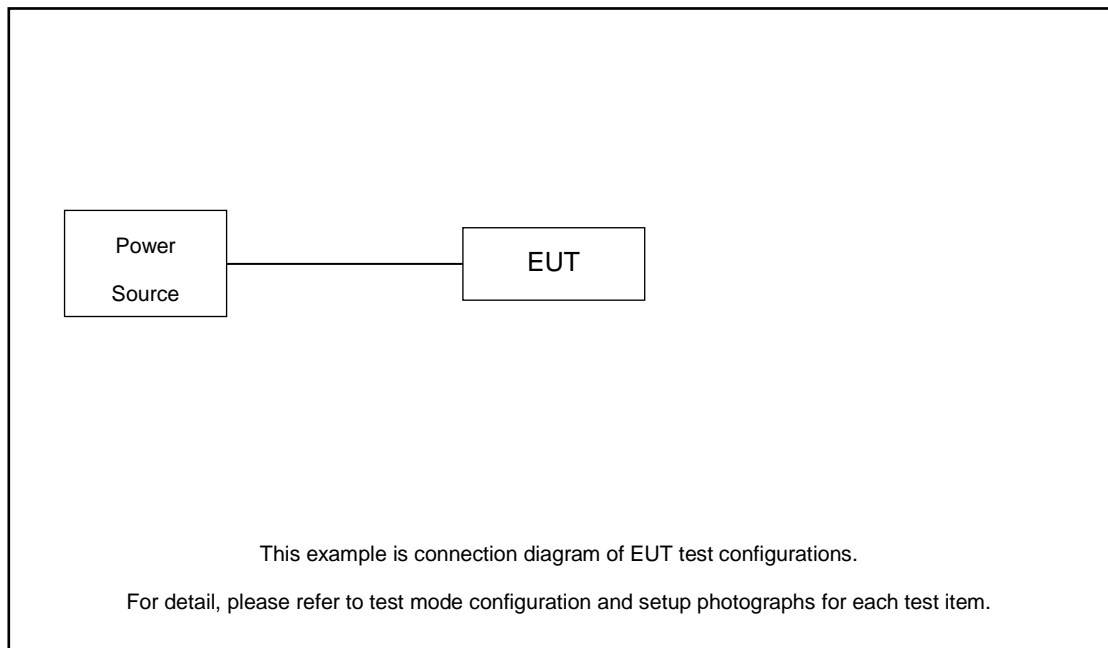 Power
Source
EUT
This example is connection diagram of EUT test configurations.
For detail, please refer to test mode configuration and setup photographs for each test item.